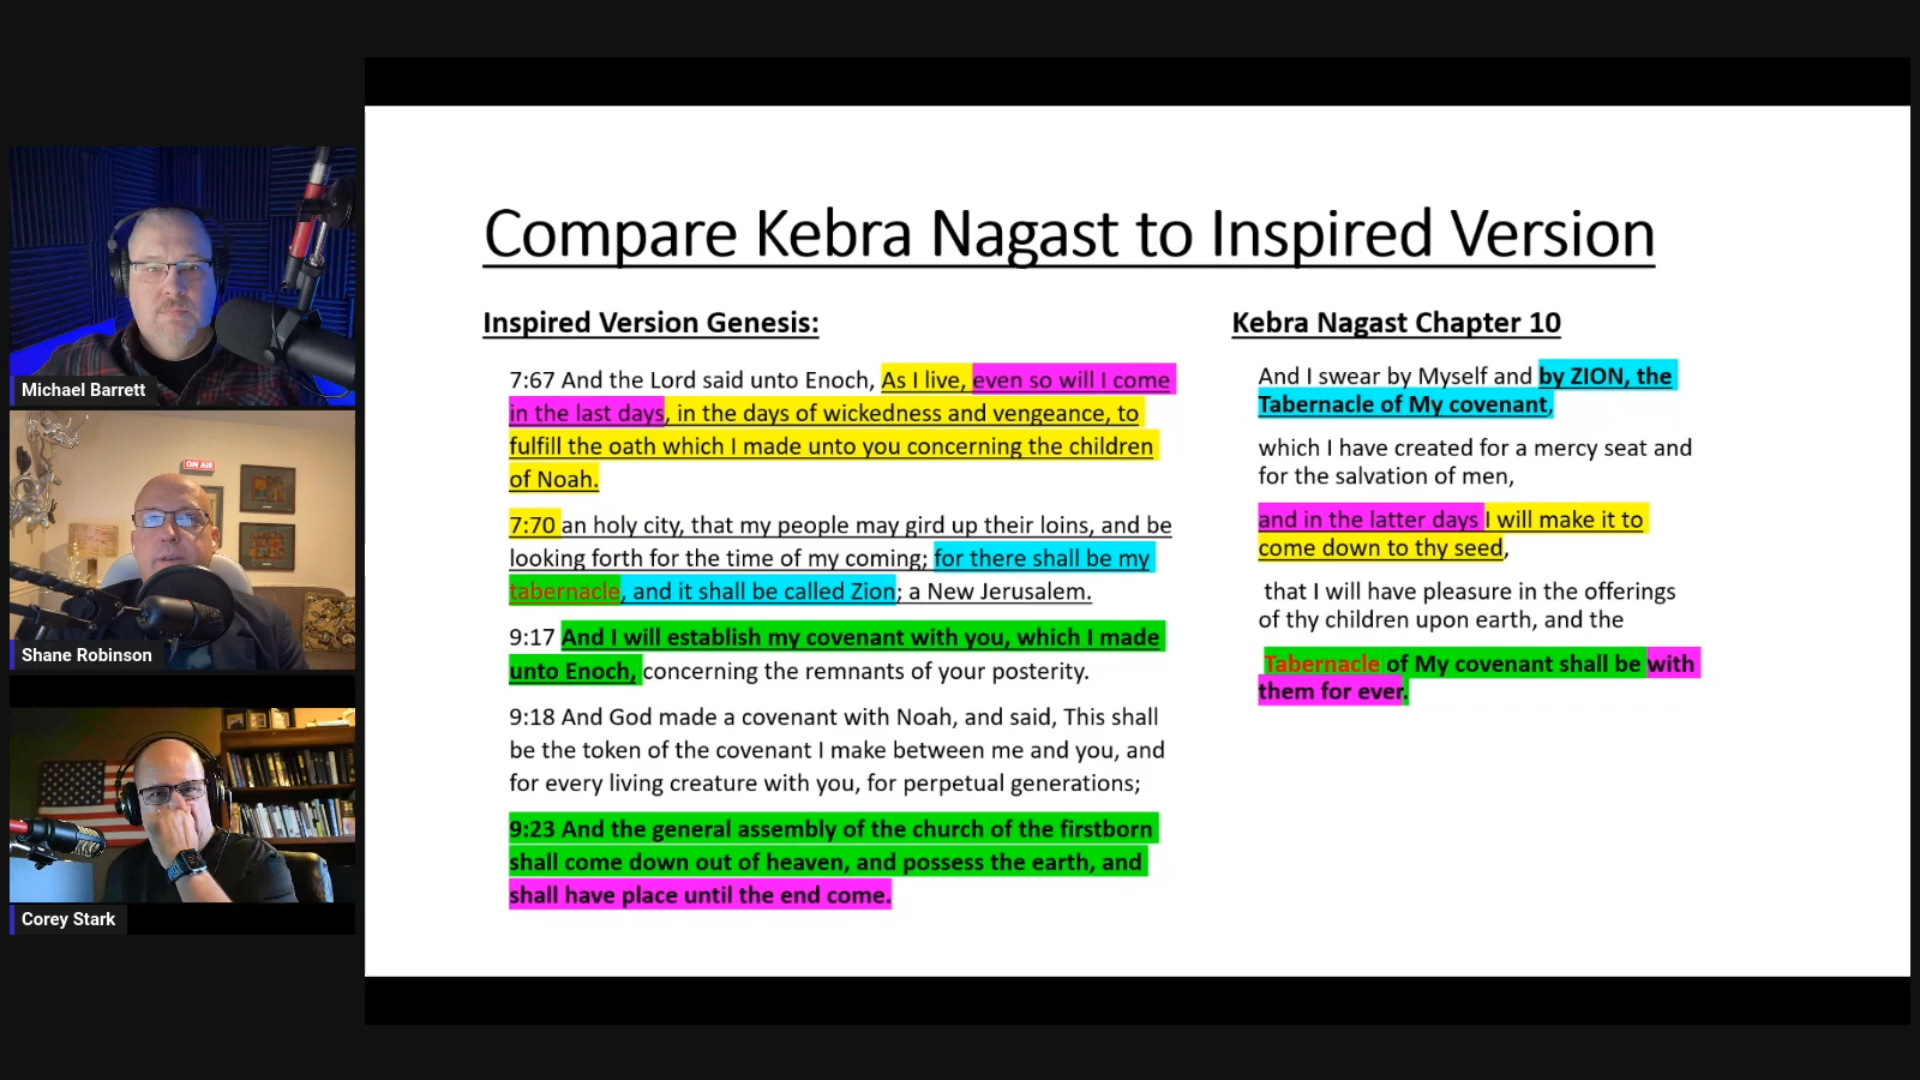 Compare Kebra Nagast to Inspired Version
Inspired Version Genesis:
7:67 And the Lord said unto Enoch, As I live, even so will I come
in the last days, in the days of wickedness and vengeance, to
fulfill the oath which I made unto you concerning the children
of Noah.
7:70 an holy city, that my people may gird up their loins, and be
looking forth for the time of my coming; for there shall be my
tabernacle, and it shall be called Zion; a New Jerusalem.
9:17 And I will establish my covenant with you, which I made
unto Enoch, concerning the remnants of your posterity.
9:18 And God made a covenant with Noah, and said, This shall
be the token of the covenant I make between me and you, and
for every living creature with you, for perpetual generations;
9:23 And the general assembly of the church of the firstborn
shall come down out of heaven, and possess the earth, and
shall have place until the end come.
Kebra Nagast Chapter 10
And I swear by Myself and by ZION, the
Tabernacle of My covenant,
which I have created for a mercy seat and
for the salvation of men,
and in the latter days I will make it to
come down to thy seed,
that I will have pleasure in the offerings
of thy children upon earth, and the
Tabernacle of My covenant shall be with
them for ever.
Michael Barrett
ON AIR
Shane Robinson
Corey Stark